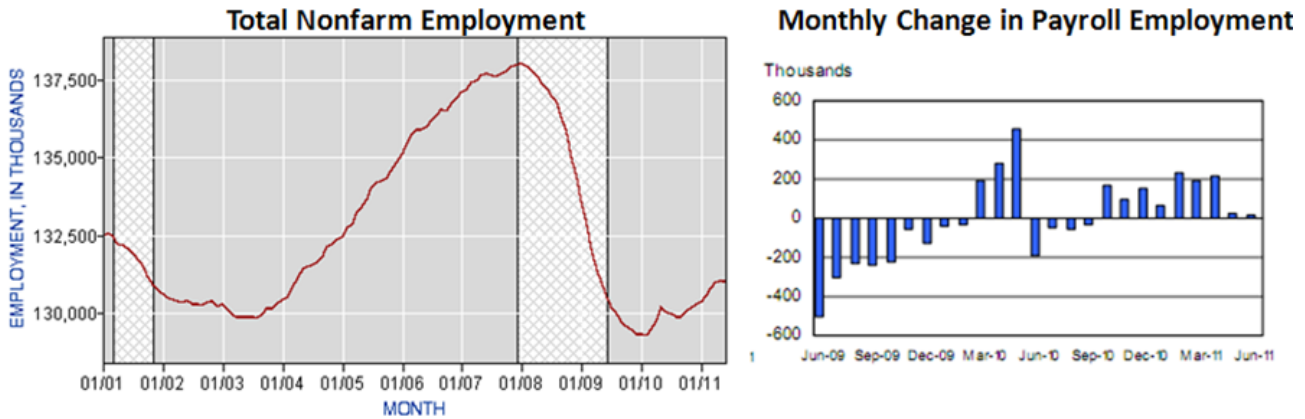 Total Nonfarm Employment
EMPLOYMENT, IN THOUSANDS
137,500
135,000
132,500
130,000
01/01 01/02 01/03 01/04 01/05 01/06 01/07 01/08 01/09 01/10 01/11
MONTH
Monthly Change in Payroll Employment
Thousands
600
400
200
0
-200
-400
-600
1
Jun-09 Sep-09 Dec-09 Mar-10 Jun-10 Sep-10 Dec-10 Mar-11 Jun-11